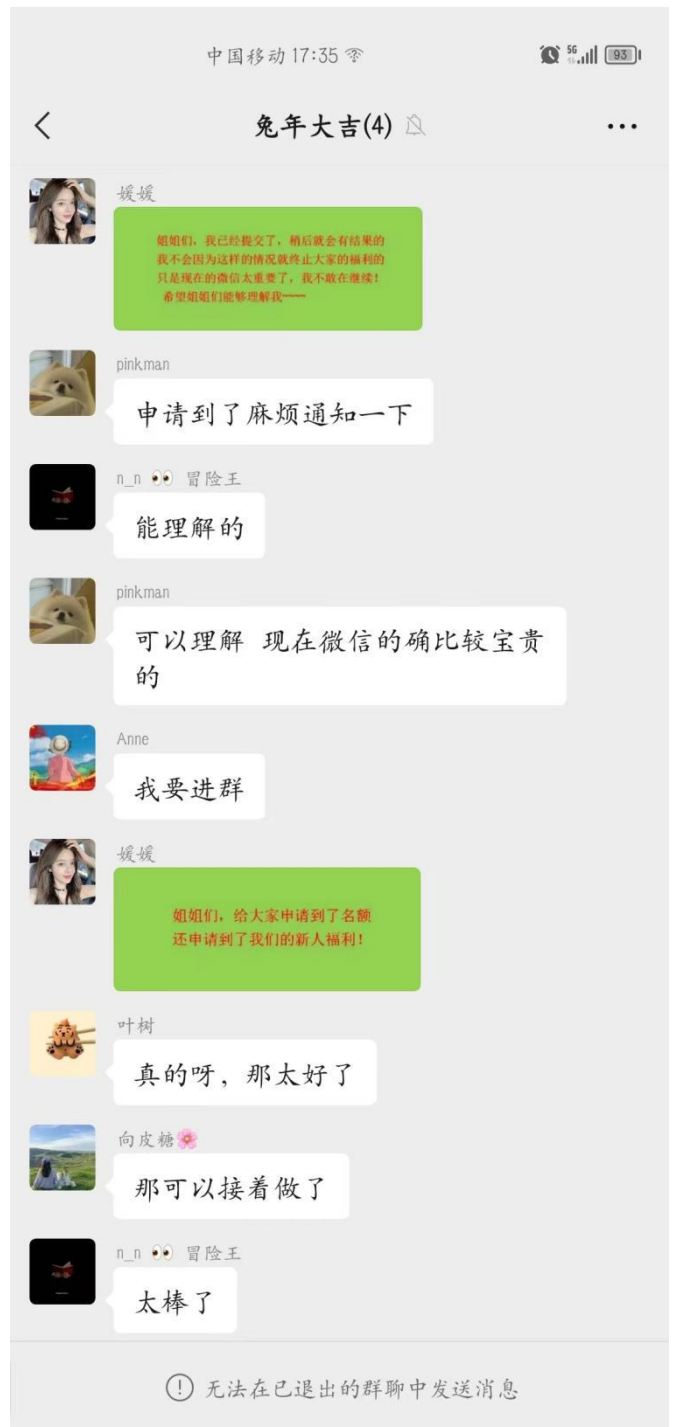 中国移动 17:35
5G
93
兔年大吉(4)
媛媛
姐姐们，我已经提交了，稍后就会有结果的
我不会因为这样的情况就终止大家的福利的
只是现在的微信太重要了，我不敢在继续！
希望姐姐们能够理解我~~~~
pinkman
申请到了麻烦通知一下
n_n 👀 冒险王
能理解的
pinkman
可以理解 现在微信的确比较宝贵
的
Anne
我要进群
媛媛
姐姐们，给大家申请到了名额
还申请到了我们的新人福利！
叶树
真的呀，那太好了
向皮糖🌸
那可以接着做了
n_n 👀 冒险王
太棒了
无法在已退出的群聊中发送消息